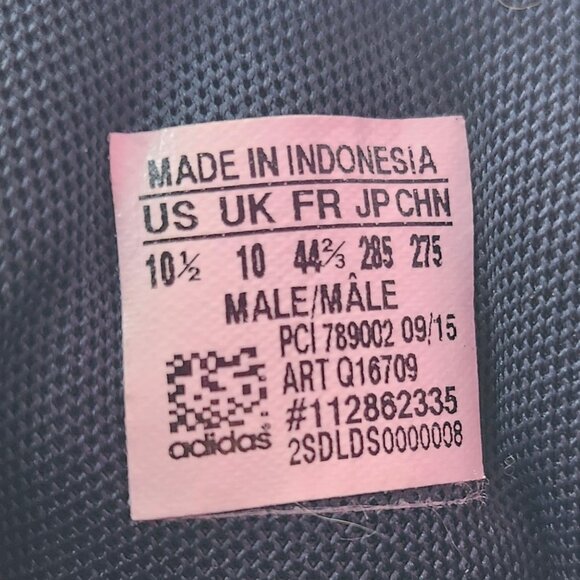 MADE IN INDONESIA
US UK FR JP CHN
10½ 10 44⅔ 285 275
MALE/MÂLE
PCI 789002 09/15
ART Q16709
#112862335
adidas
2SDLDS0000008